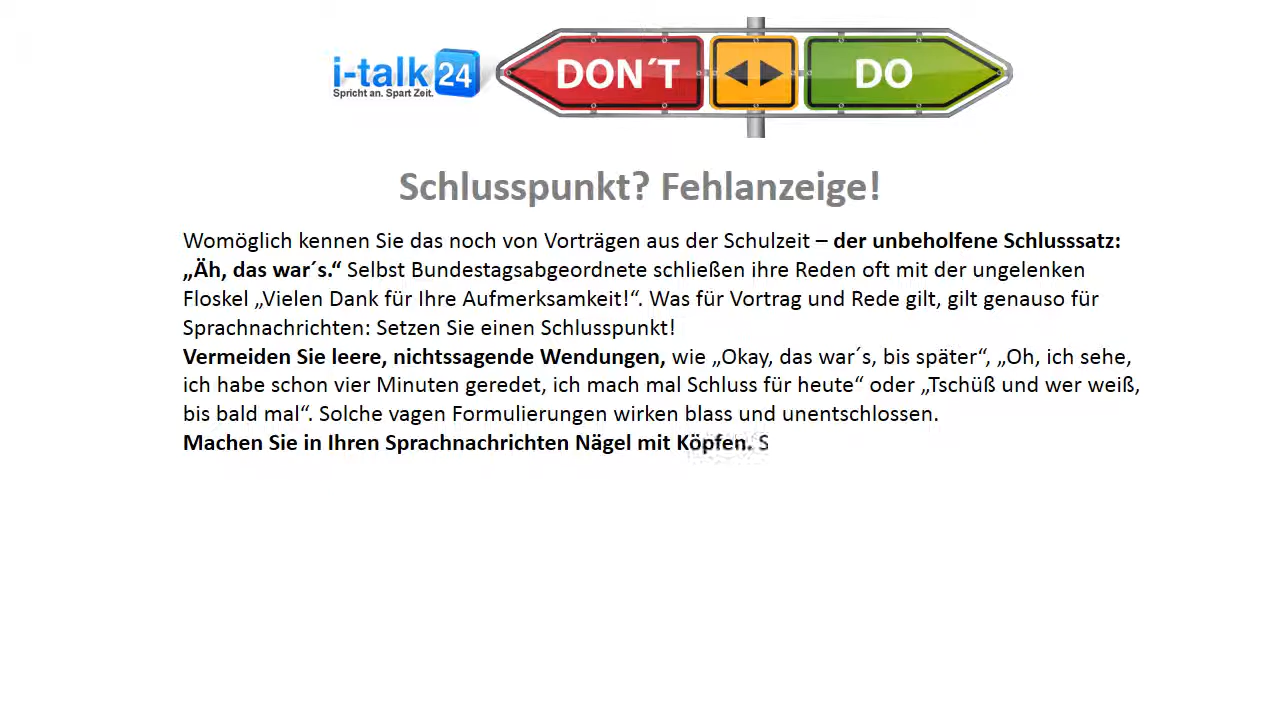 i-talk 24
Spricht an. Spart Zeit.
DON´T
DO
Schlusspunkt? Fehlanzeige!
Womöglich kennen Sie das noch von Vorträgen aus der Schulzeit – der unbeholfene Schlusssatz:
„Äh, das war´s.“ Selbst Bundestagsabgeordnete schließen ihre Reden oft mit der ungelenken
Floskel „Vielen Dank für Ihre Aufmerksamkeit!“. Was für Vortrag und Rede gilt, gilt genauso für
Sprachnachrichten: Setzen Sie einen Schlusspunkt!
Vermeiden Sie leere, nichtssagende Wendungen, wie „Okay, das war´s, bis später“, „Oh, ich sehe,
ich habe schon vier Minuten geredet, ich mach mal Schluss für heute“ oder „Tschüß und wer weiß,
bis bald mal“. Solche vagen Formulierungen wirken blass und unentschlossen.
Machen Sie in Ihren Sprachnachrichten Nägel mit Köpfen. S